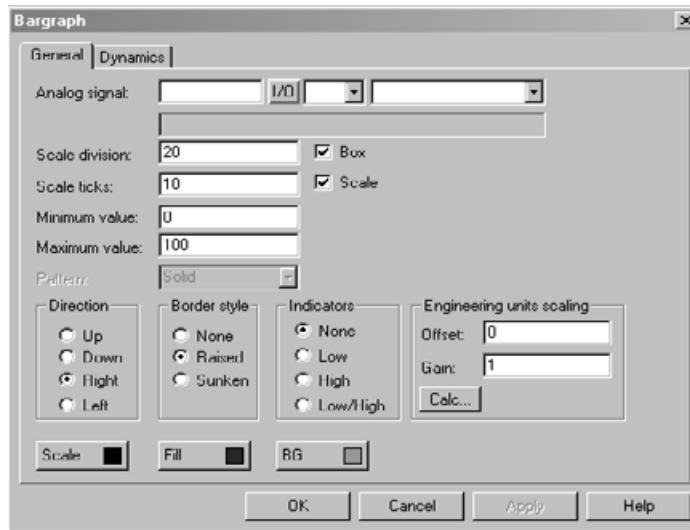 Bargraph
General Dynamics
Analog signal: I/O
Scale division: 20 Box
Scale ticks: 10 Scale
Minimum value: 0
Maximum value: 100
Pattern: Solid
Direction Border style Indicators Engineering units scaling
Up None None Offset: 0
Down Raised Low
Right Sunken High Gain: 1
Left Low/High Calc...
Scale Fill BG
OK Cancel Apply Help